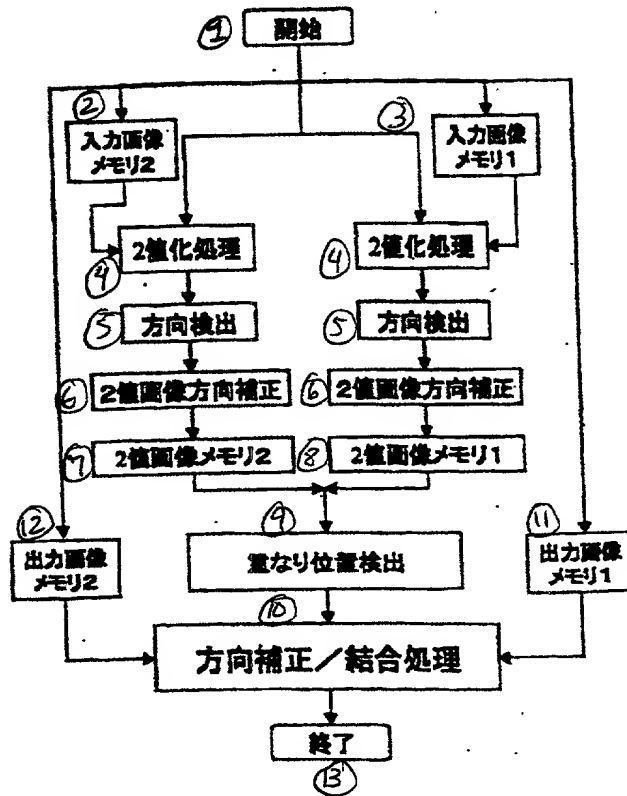 ① 開始
②
③
入力画像
メモリ2
入力画像
メモリ1
④ 2値化処理
④ 2値化処理
⑤ 方向検出
⑤ 方向検出
⑥ 2値画像方向補正
⑥ 2値画像方向補正
⑦ 2値画像メモリ2
⑧ 2値画像メモリ1
⑨
重なり位置検出
⑫
出力画像
メモリ2
⑪
出力画像
メモリ1
⑩
方向補正/結合処理
終了
⑬